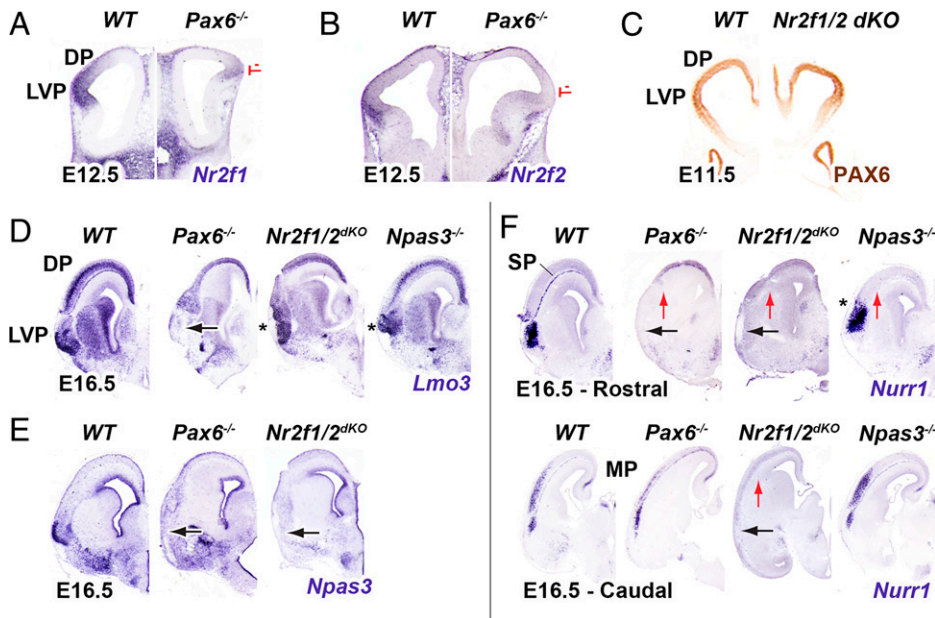 A WT Pax6-/-
DP
LVP
E12.5 Nr2f1
B WT Pax6-/-
E12.5 Nr2f2
C WT Nr2f1/2 dKO
DP
LVP
E11.5 PAX6
D WT Pax6-/- Nr2f1/2dKO Npas3-/-
DP
LVP
* *
E16.5 Lmo3
E WT Pax6-/- Nr2f1/2dKO
E16.5 Npas3
F WT Pax6-/- Nr2f1/2dKO Npas3-/-
SP
*
E16.5 - Rostral Nurr1
WT Pax6-/- Nr2f1/2dKO Npas3-/-
MP
E16.5 - Caudal Nurr1